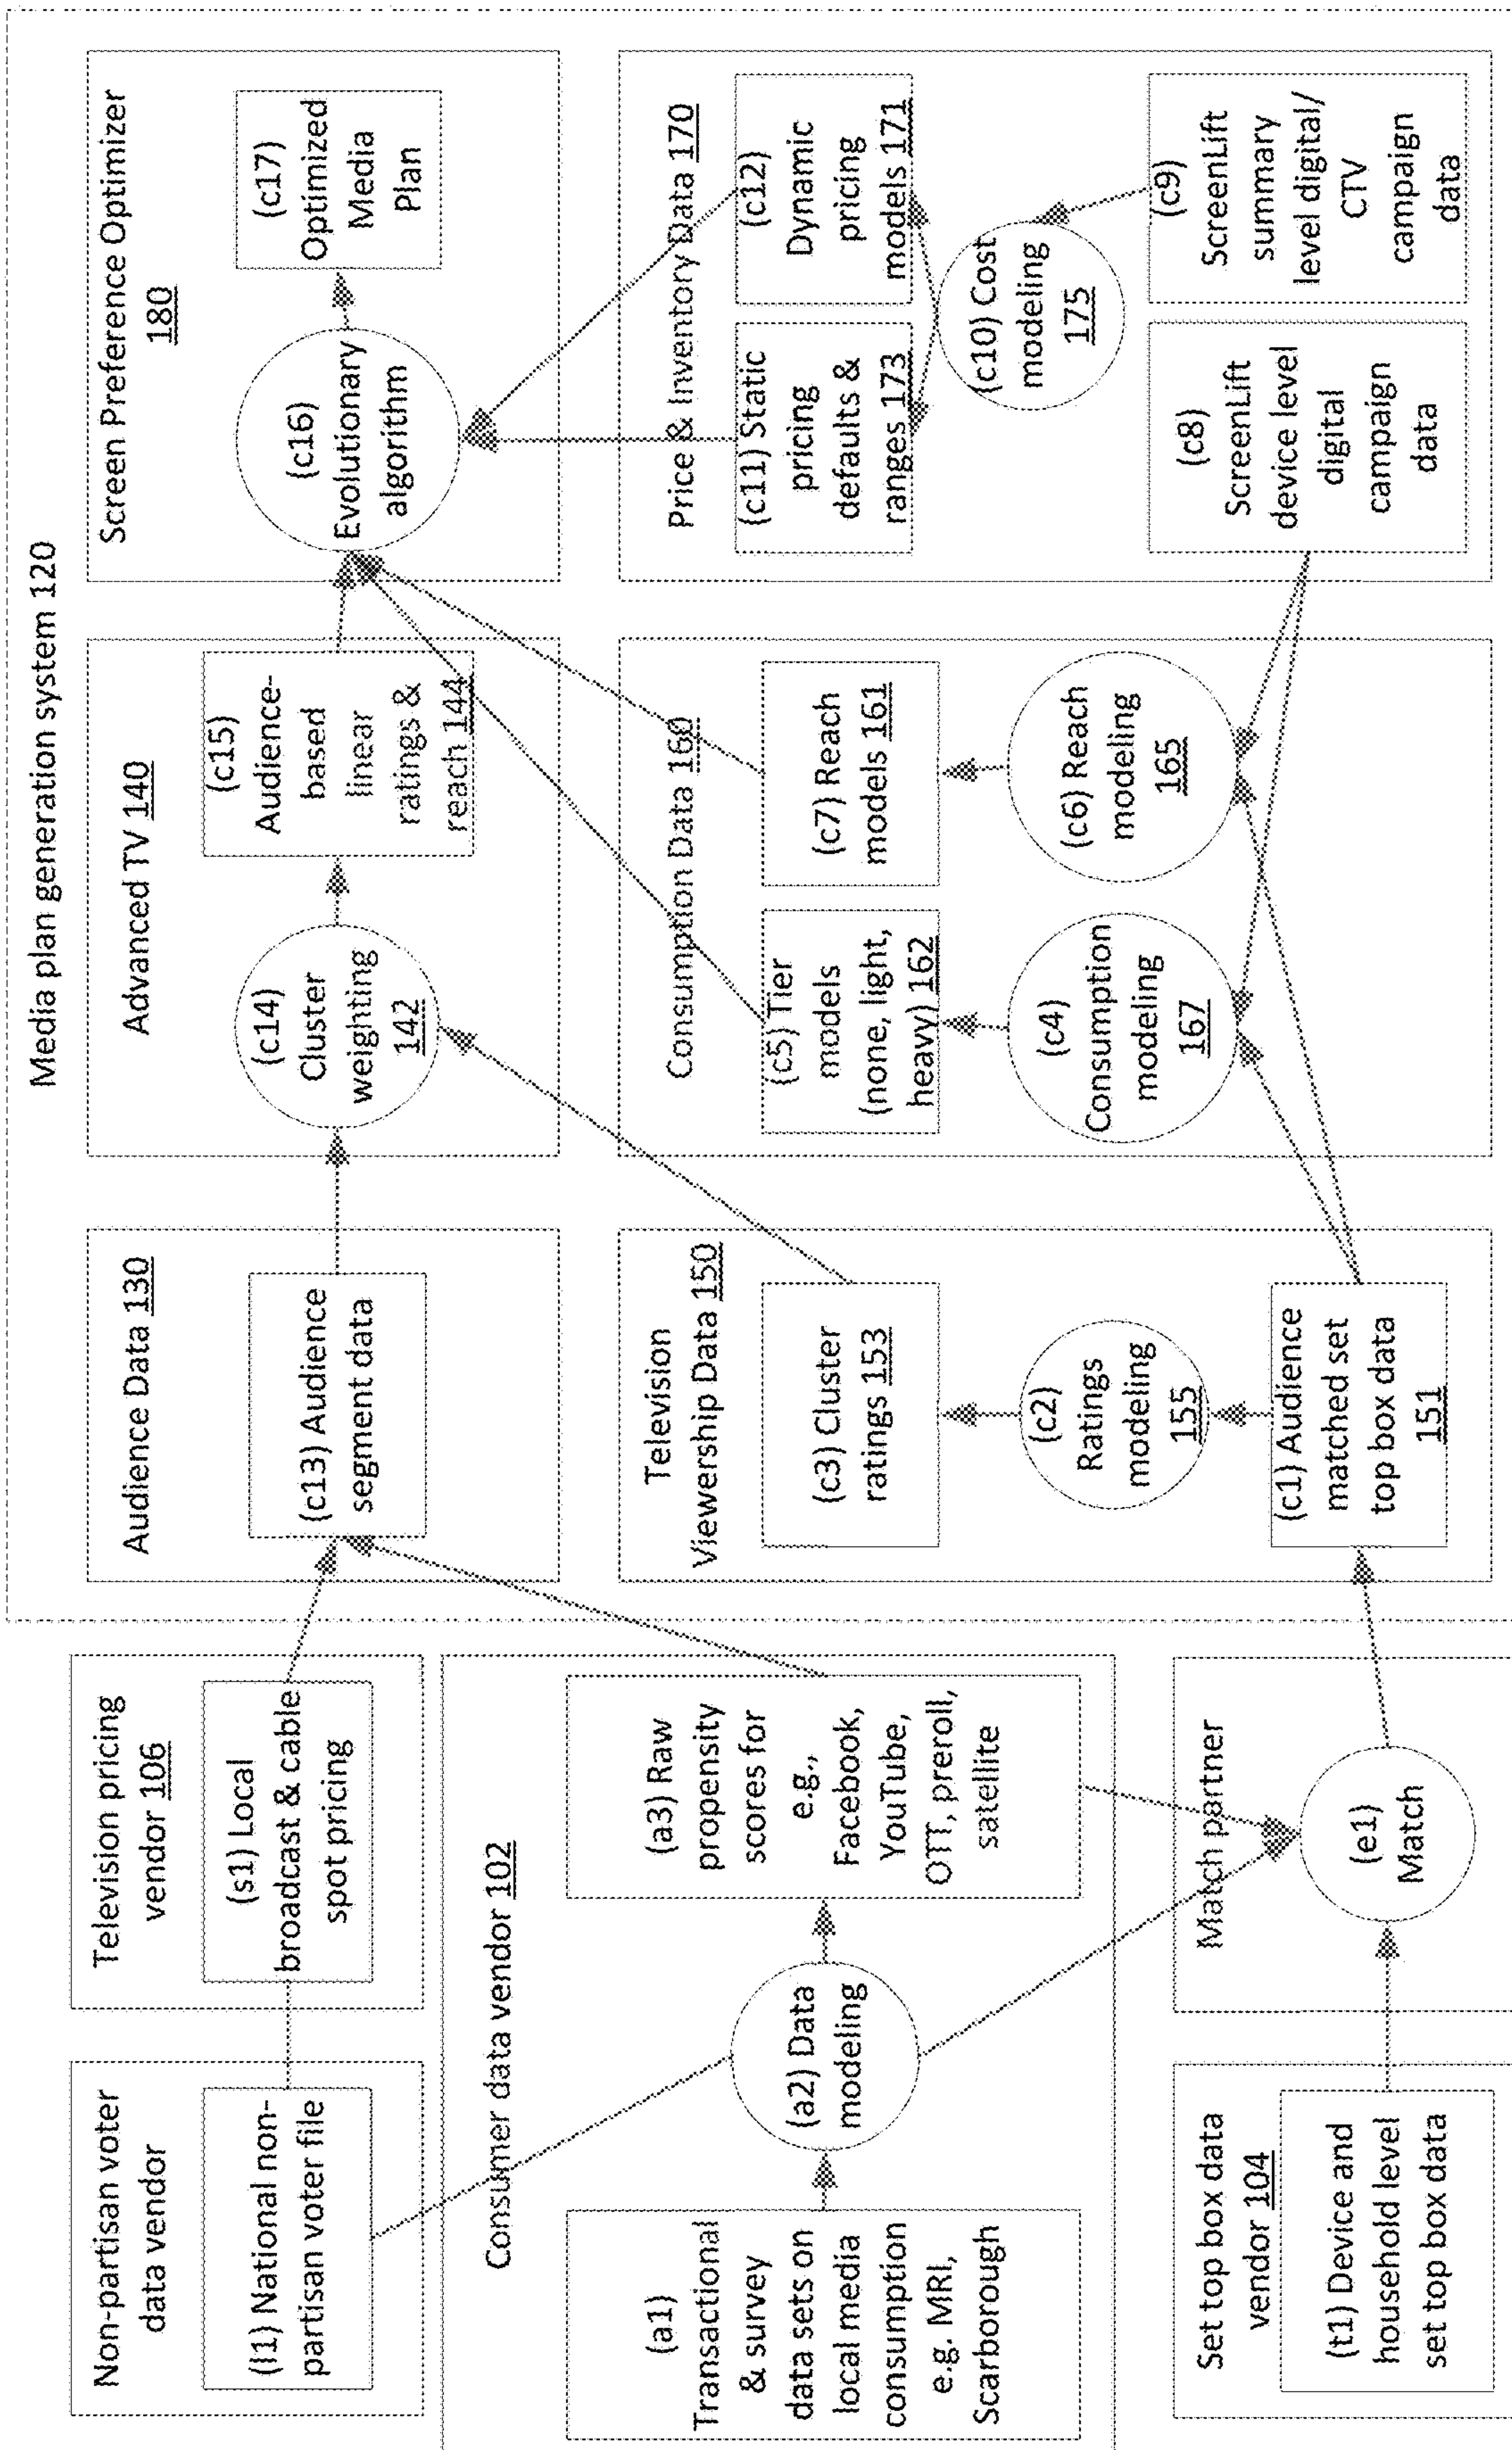 Media plan generation system 120
Non-partisan voter
data vendor
(l1) National non-
partisan voter file
Television pricing
vendor 106
(s1) Local
broadcast & cable
spot pricing
Audience Data 130
(c13) Audience
segment data
Advanced TV 140
(c14)
Cluster
weighting
142
(c15)
Audience-
based
linear
ratings &
reach 144
Screen Preference Optimizer
180
(c16)
Evolutionary
algorithm
(c17)
Optimized
Media
Plan
Consumer data vendor 102
(a1)
Transactional
& survey
data sets on
local media
consumption
e.g. MRI,
Scarborough
(a2) Data
modeling
(a3) Raw
propensity
scores for
e.g.,
Facebook,
YouTube,
OTT, preroll,
satellite
Set top box data
vendor 104
(t1) Device and
household level
set top box data
Match partner
(e1)
Match
Television
Viewership Data 150
(c3) Cluster
ratings 153
(c2)
Ratings
modeling
155
(c1) Audience
matched set
top box data
151
Consumption Data 160
(c5) Tier
models
(none, light,
heavy) 162
(c7) Reach
models 161
(c4)
Consumption
modeling
167
(c6) Reach
modeling
165
Price & Inventory Data 170
(c11) Static
pricing
defaults &
ranges 173
(c12)
Dynamic
pricing
models 171
(c10) Cost
modeling
175
(c8)
ScreenLift
device level
digital
campaign
data
(c9)
ScreenLift
summary
level digital/
CTV
campaign
data